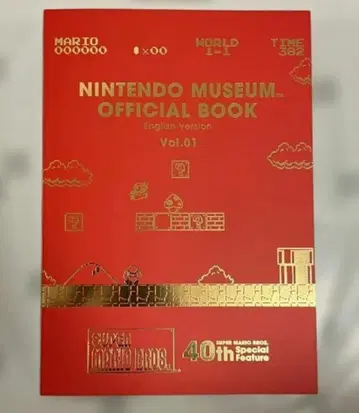 MARIO WORLD TIME
000000 ×00 1-1 382
NINTENDO MUSEUM™
OFFICIAL BOOK
English version
Vol.01
?
?
SUPER
MARIO BROS.
40th
SUPER MARIO BROS.
Special
Feature